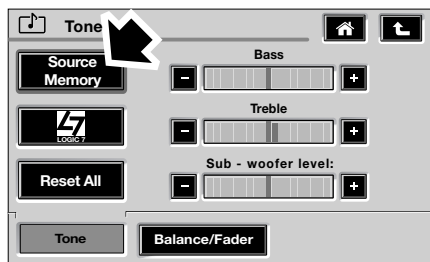 Tone
Source
Memory
Bass
- +
Treble
- +
LOGIC 7
Sub - woofer level:
- +
Reset All
Tone
Balance/Fader